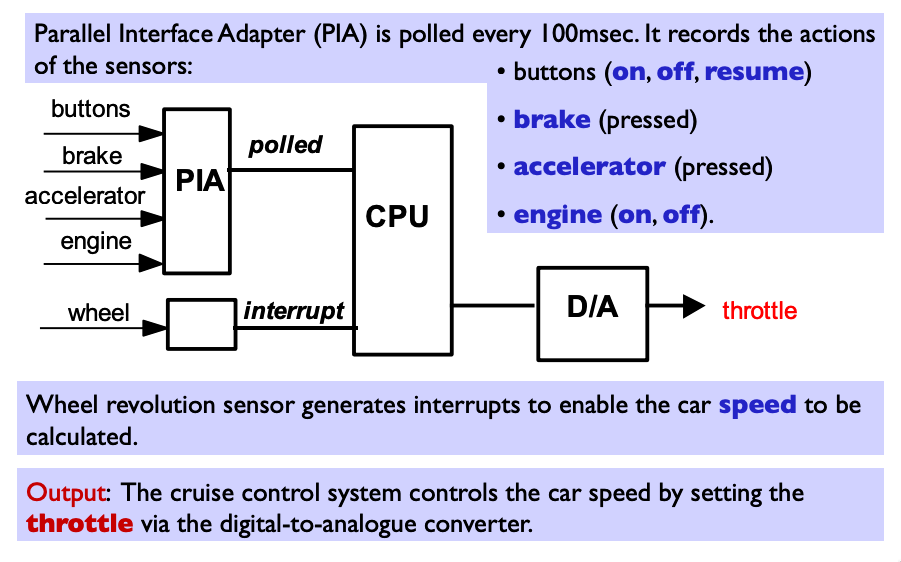 Parallel Interface Adapter (PIA) is polled every 100msec. It records the actions
of the sensors:
• buttons (on, off, resume)
• brake (pressed)
• accelerator (pressed)
• engine (on, off).
buttons
brake
accelerator
engine
PIA
polled
CPU
wheel
interrupt
D/A
throttle
Wheel revolution sensor generates interrupts to enable the car speed to be
calculated.
Output: The cruise control system controls the car speed by setting the
throttle via the digital-to-analogue converter.